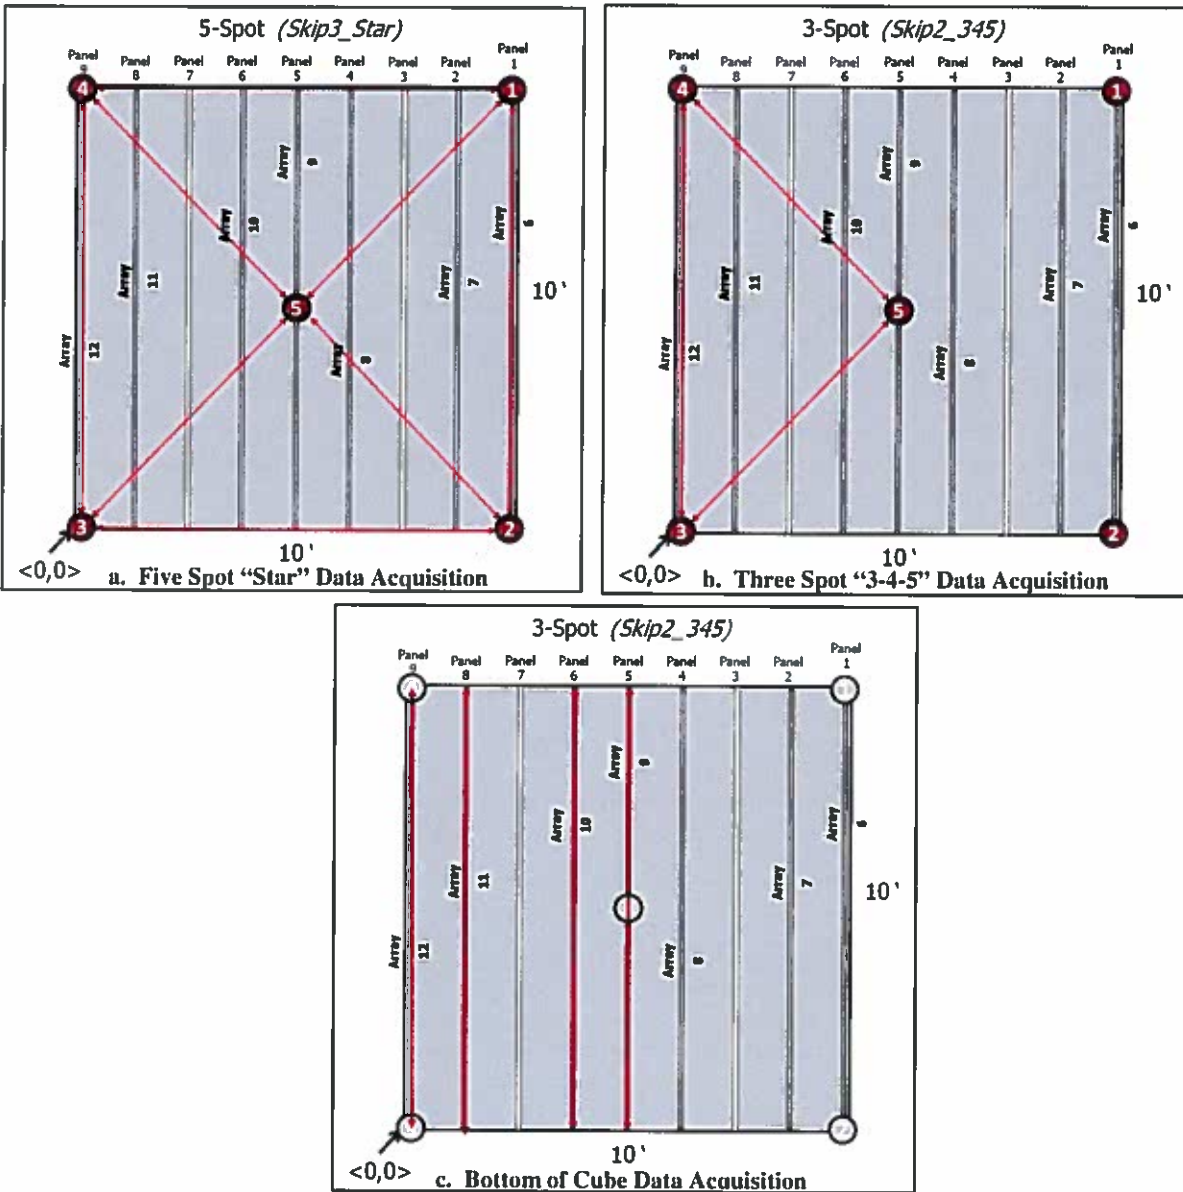 5-Spot (Skip3_Star)
Panel 9 Panel 8 Panel 7 Panel 6 Panel 5 Panel 4 Panel 3 Panel 2 Panel 1
4 1
Array 9
Array 10
Array 6
Array 11
Array 7
10'
5
Array 12
Array 8
3 2
10'
<0,0>
a. Five Spot “Star” Data Acquisition
3-Spot (Skip2_345)
Panel 9 Panel 8 Panel 7 Panel 6 Panel 5 Panel 4 Panel 3 Panel 2 Panel 1
4 1
Array 9
Array 10
Array 6
Array 11
Array 7
10'
5
Array 12
Array 8
3 2
10'
<0,0>
b. Three Spot “3-4-5” Data Acquisition
3-Spot (Skip2_345)
Panel 9 Panel 8 Panel 7 Panel 6 Panel 5 Panel 4 Panel 3 Panel 2 Panel 1
Array 9
Array 10
Array 6
Array 11
Array 7
10'
Array 12
Array 8
10'
<0,0>
c. Bottom of Cube Data Acquisition